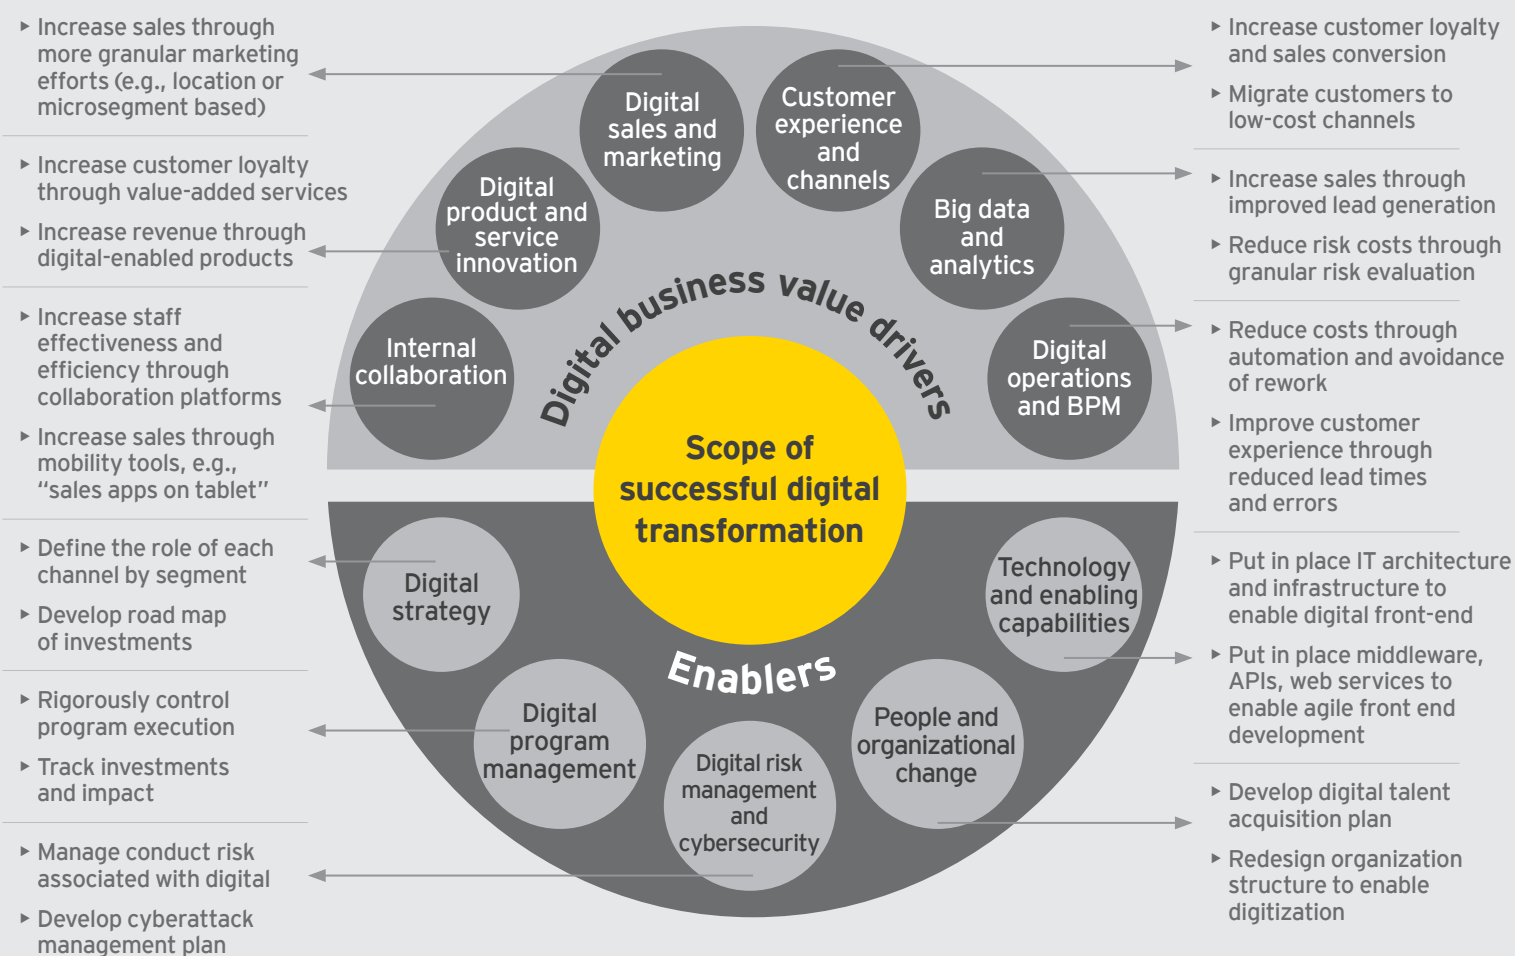 ▸ Increase sales through
more granular marketing
efforts (e.g., location or
microsegment based)
▸ Increase customer loyalty
through value-added services
▸ Increase revenue through
digital-enabled products
▸ Increase staff
effectiveness and
efficiency through
collaboration platforms
▸ Increase sales through
mobility tools, e.g.,
“sales apps on tablet”
▸ Define the role of each
channel by segment
▸ Develop road map
of investments
▸ Rigorously control
program execution
▸ Track investments
and impact
▸ Manage conduct risk
associated with digital
▸ Develop cyberattack
management plan
Digital
sales and
marketing
Customer
experience
and
channels
Digital
product and
service
innovation
Big data
and
analytics
Internal
collaboration
Digital
operations
and BPM
Digital business value drivers
Scope of
successful digital
transformation
Enablers
Digital
strategy
Technology
and enabling
capabilities
Digital
program
management
Digital risk
management
and
cybersecurity
People and
organizational
change
▸ Increase customer loyalty
and sales conversion
▸ Migrate customers to
low-cost channels
▸ Increase sales through
improved lead generation
▸ Reduce risk costs through
granular risk evaluation
▸ Reduce costs through
automation and avoidance
of rework
▸ Improve customer
experience through
reduced lead times
and errors
▸ Put in place IT architecture
and infrastructure to
enable digital front-end
▸ Put in place middleware,
APIs, web services to
enable agile front end
development
▸ Develop digital talent
acquisition plan
▸ Redesign organization
structure to enable
digitization